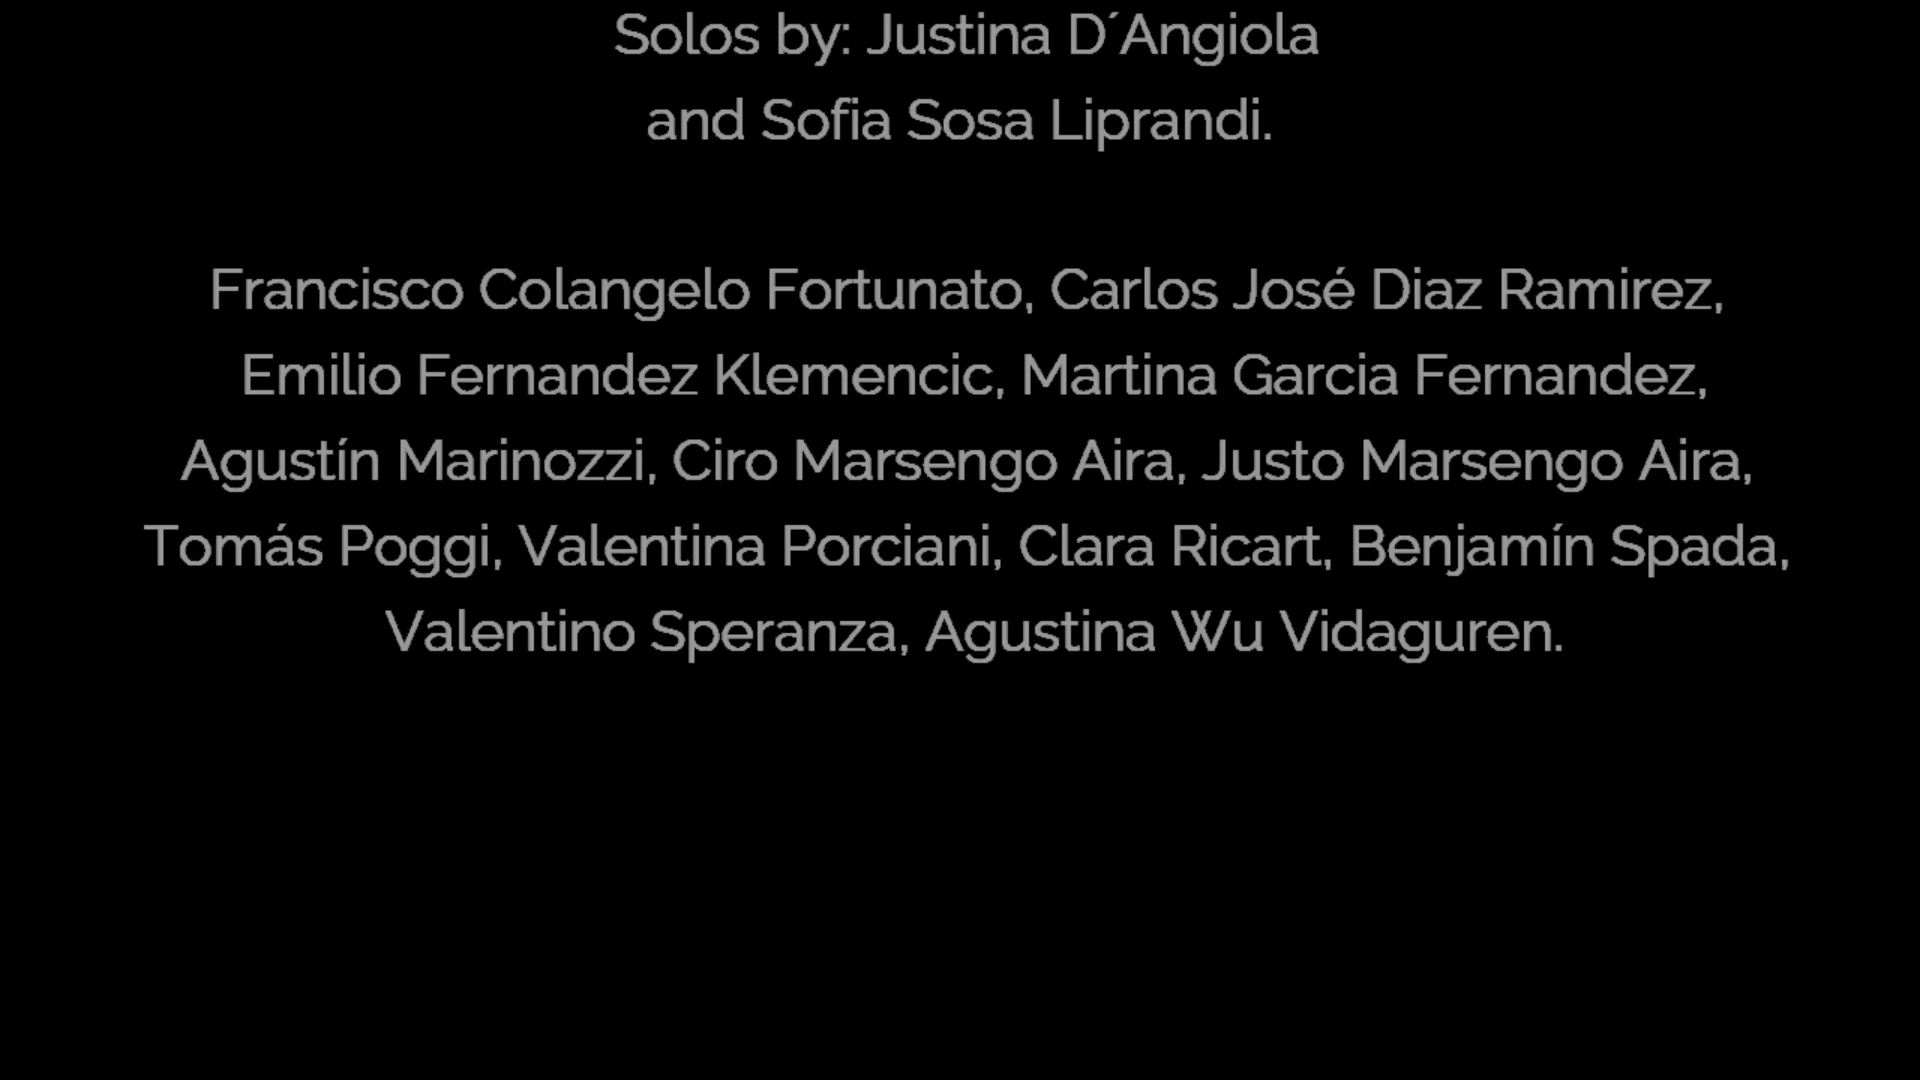 Solos by: Justina D´Angiola
and Sofia Sosa Liprandi.
Francisco Colangelo Fortunato, Carlos José Diaz Ramirez,
Emilio Fernandez Klemencic, Martina Garcia Fernandez,
Agustín Marinozzi, Ciro Marsengo Aira, Justo Marsengo Aira,
Tomás Poggi, Valentina Porciani, Clara Ricart, Benjamín Spada,
Valentino Speranza, Agustina Wu Vidaguren.